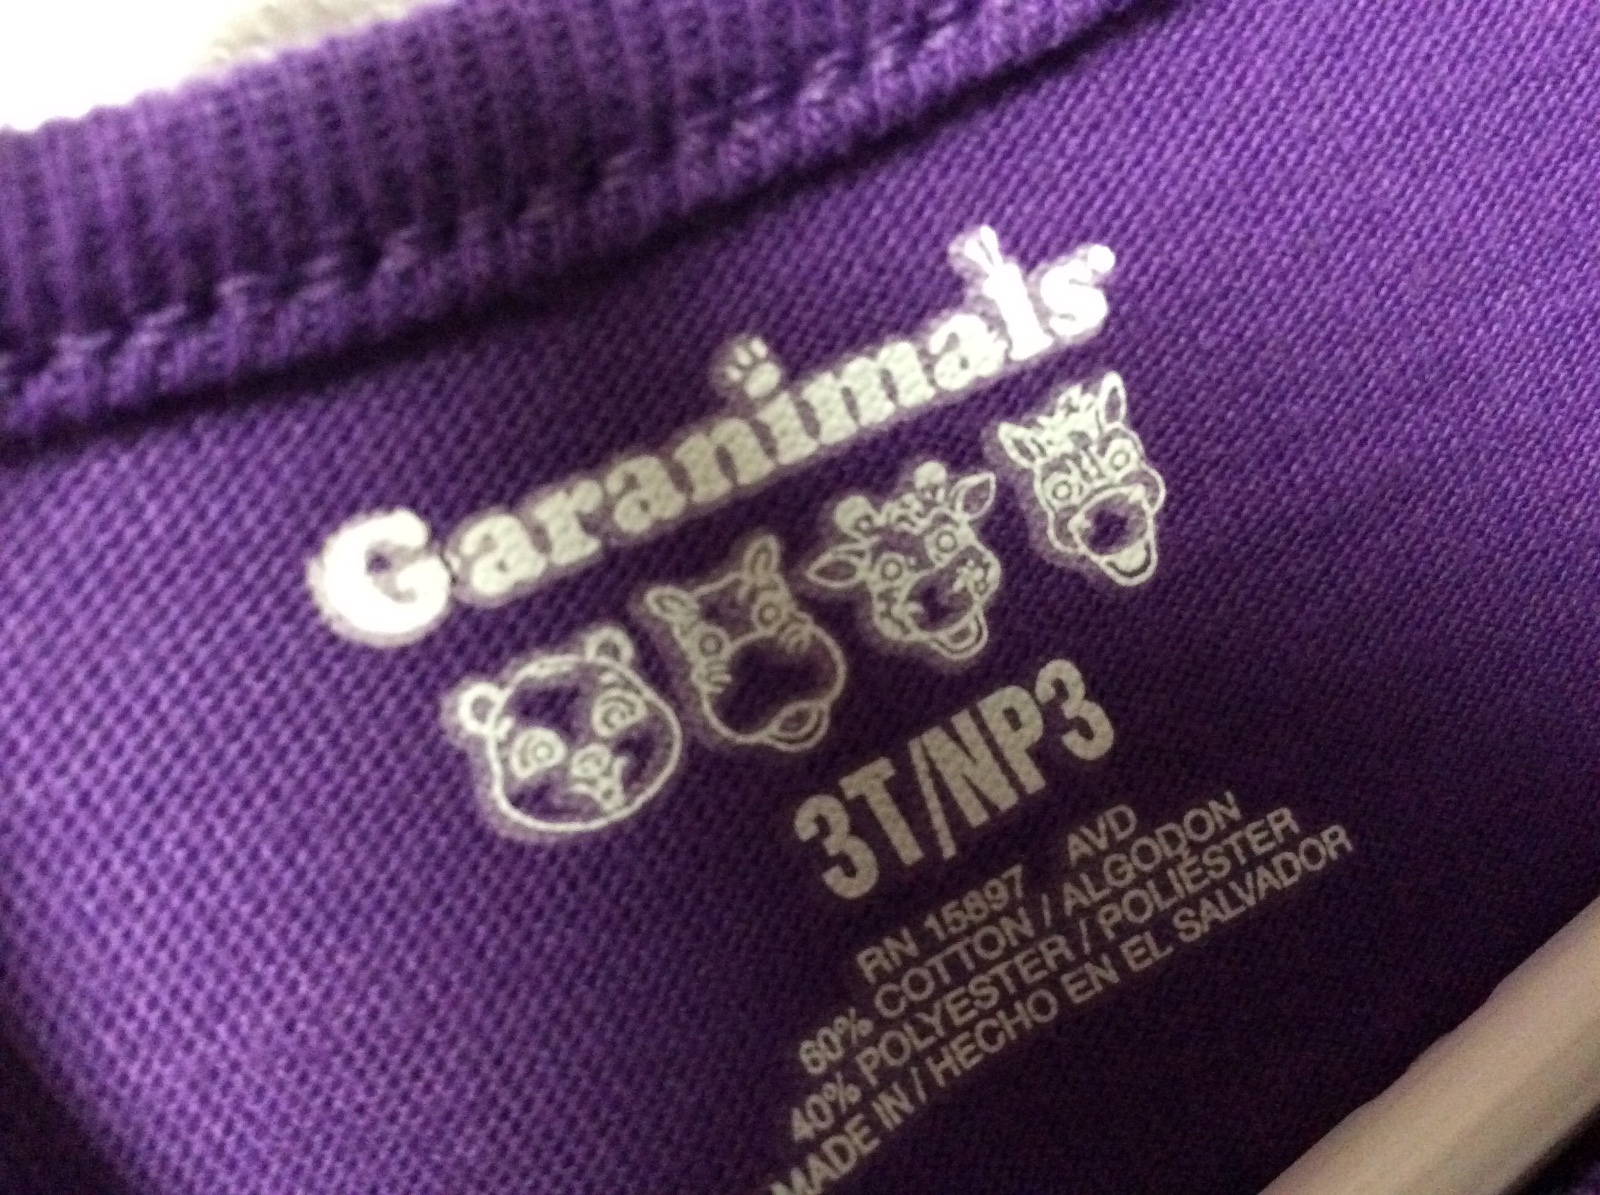 Garanimals
3T/NP3
RN 15897 AVD
60% COTTON / ALGODON
40% POLYESTER / POLIÉSTER
MADE IN / HECHO EN EL SALVADOR